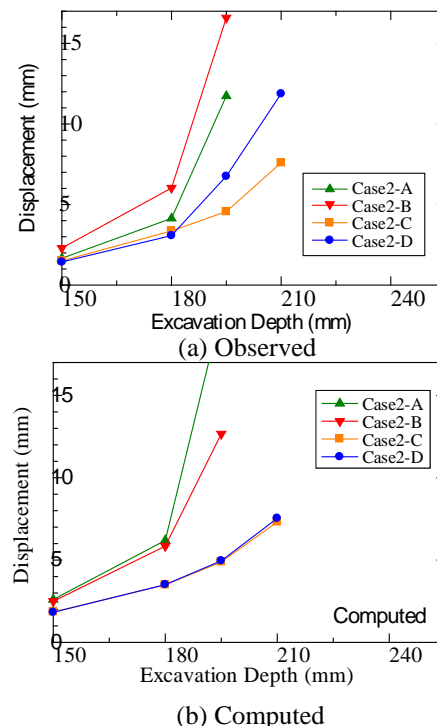 15
10
5
0
Displacement (mm)
Case2-A
Case2-B
Case2-C
Case2-D
150 180 210 240
Excavation Depth (mm)
(a) Observed
15
10
5
0
Displacement (mm)
Case2-A
Case2-B
Case2-C
Case2-D
Computed
150 180 210 240
Excavation Depth (mm)
(b) Computed